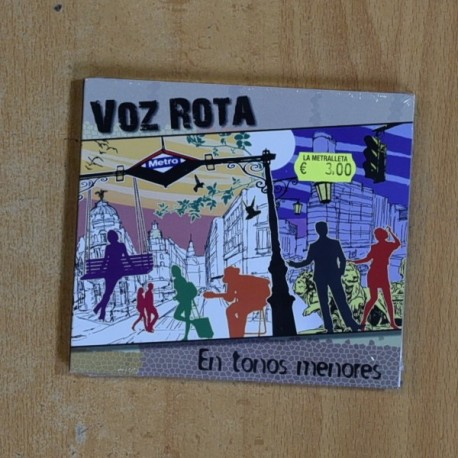 VOZ ROTA
Metro
LA METRALLETA
€ 3.00
En tonos menores